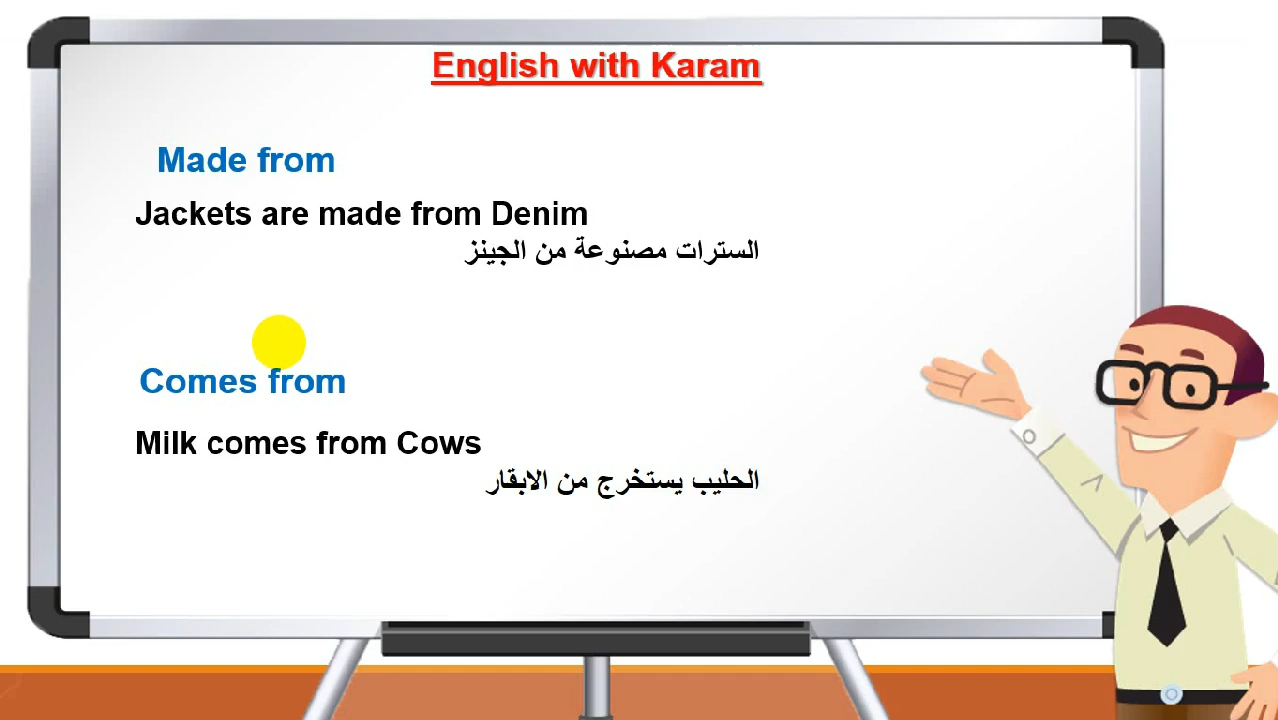 English with Karam
Made from
Jackets are made from Denim
السترات مصنوعة من الجينز
Comes from
Milk comes from Cows
الحليب يستخرج من الابقار